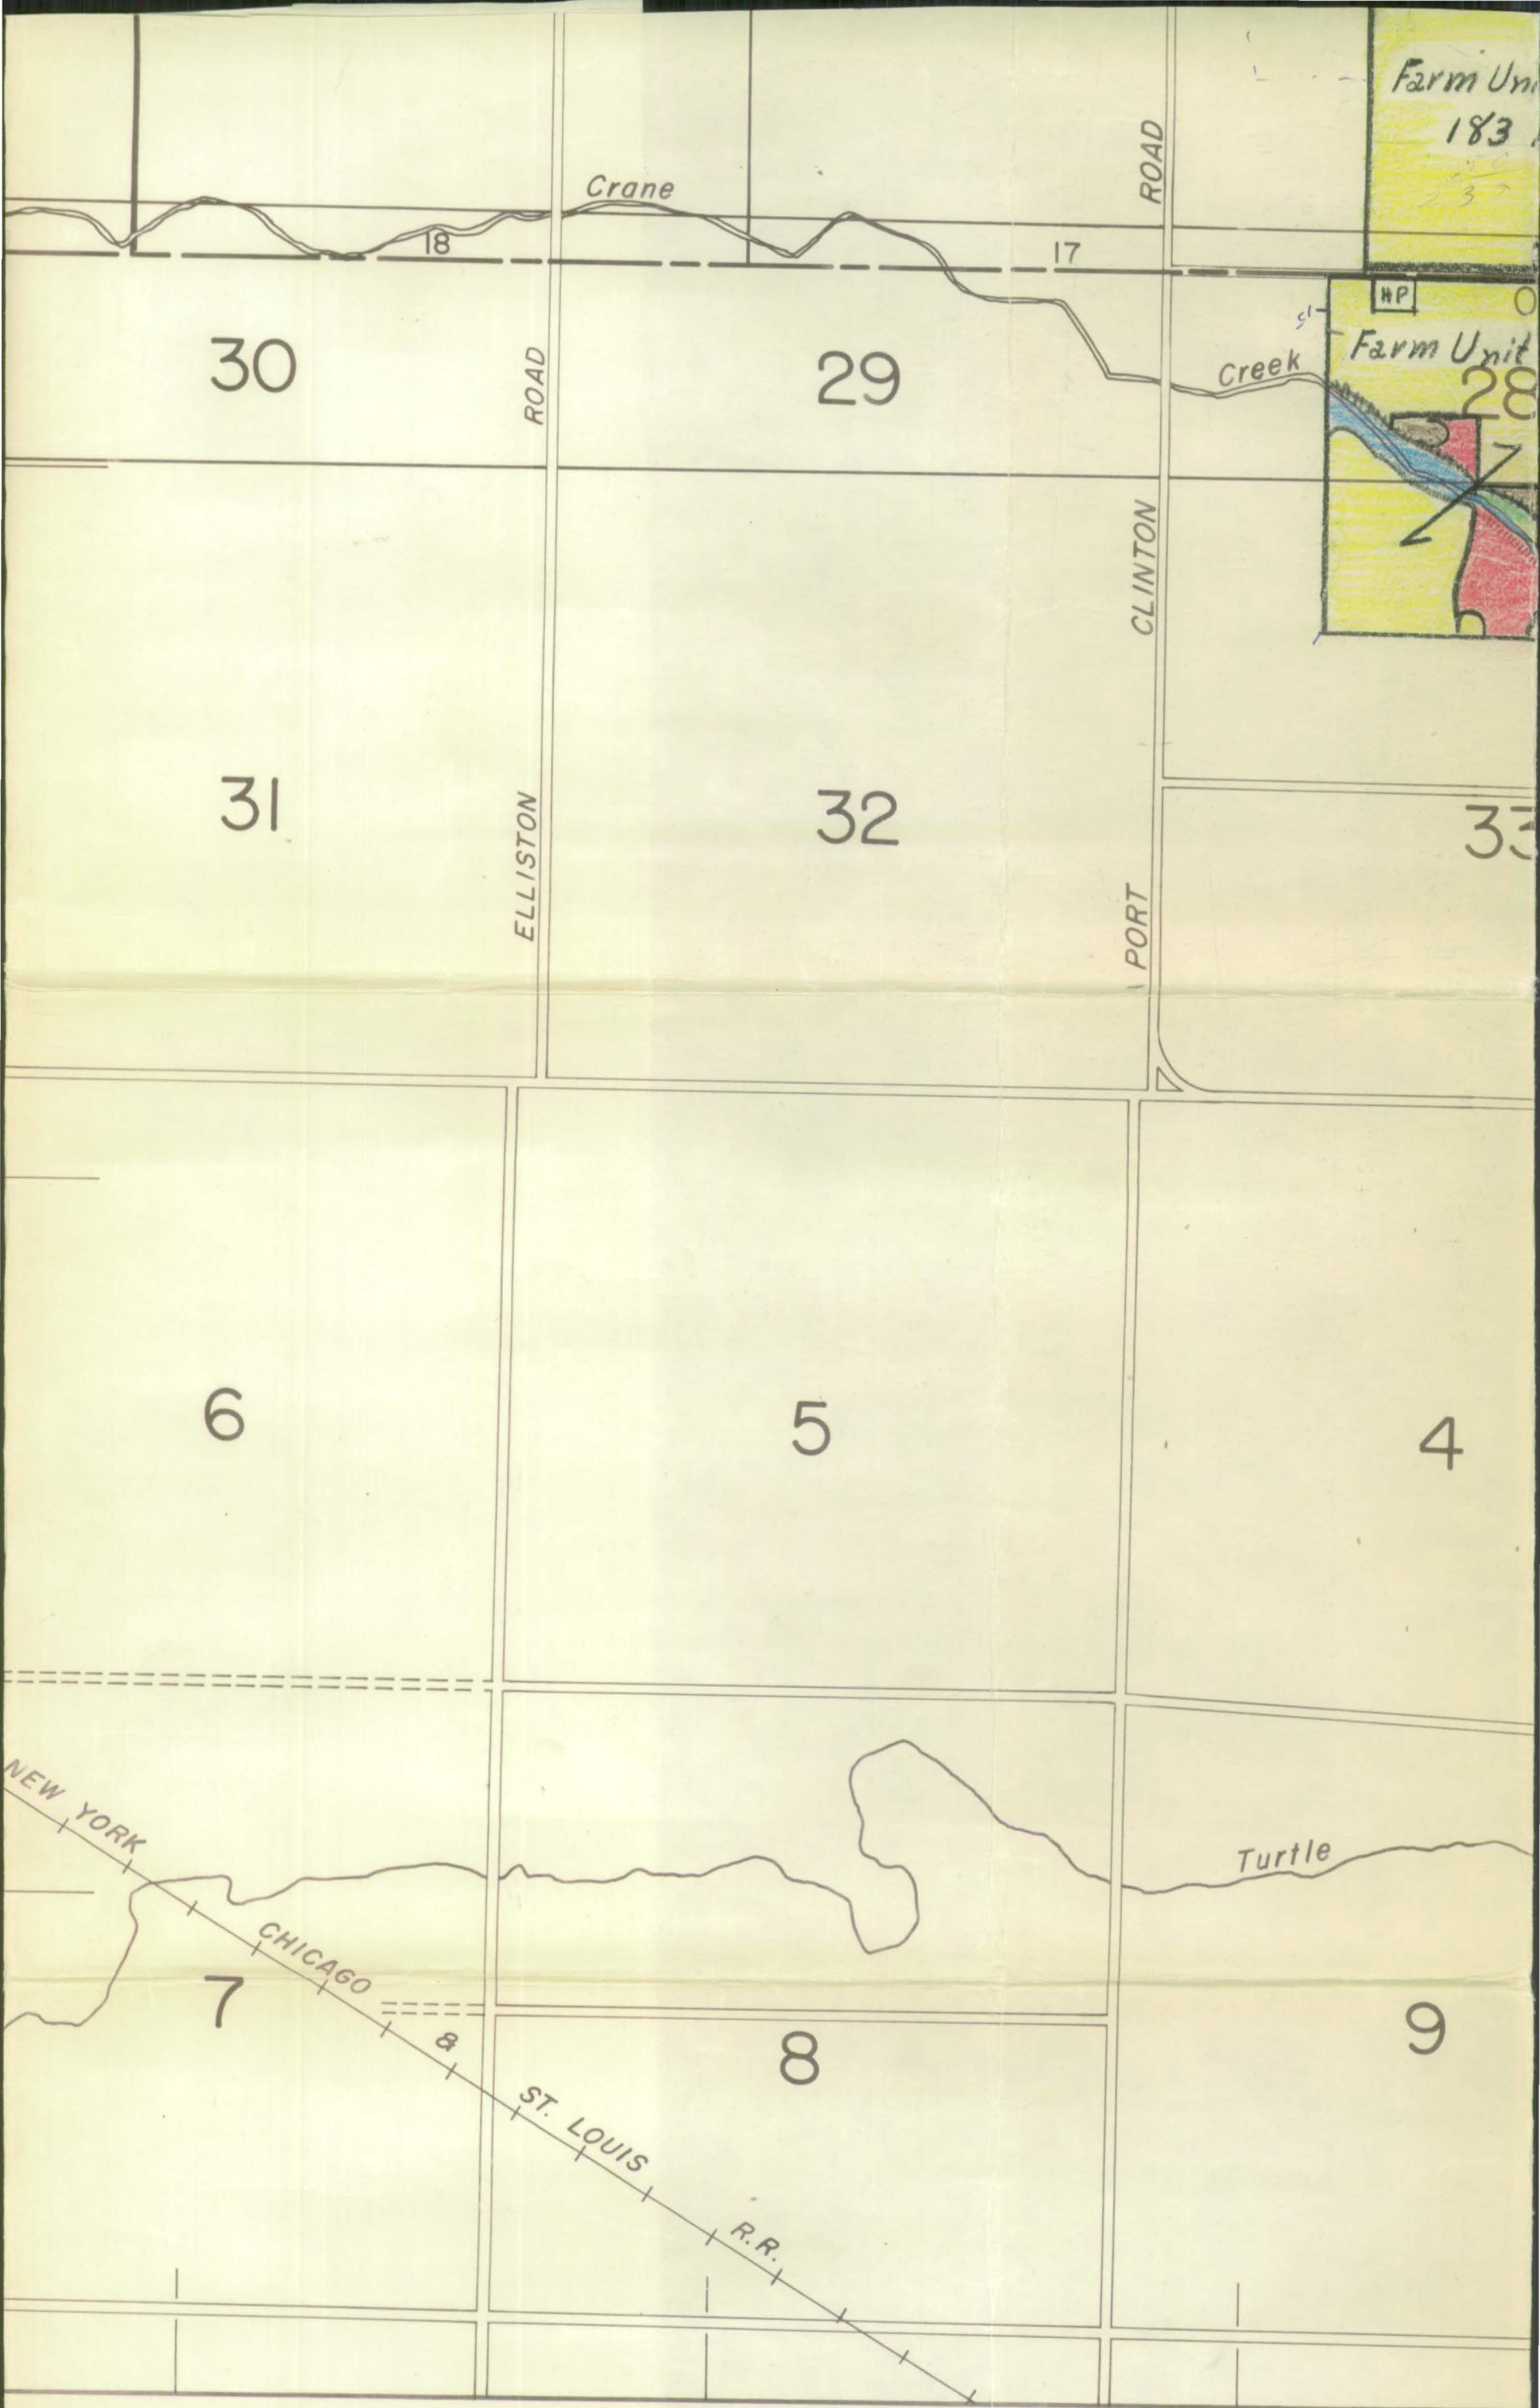 Farm
183
Crane
ROAD
18
17
HP
30
ROAD
29
Creek
Farm Unit
28
CLINTON
31
ELLISTON
32
33
PORT
6
5
4
NEW YORK
Turtle
CHICAGO
7
&
8
9
ST. LOUIS
R.R.